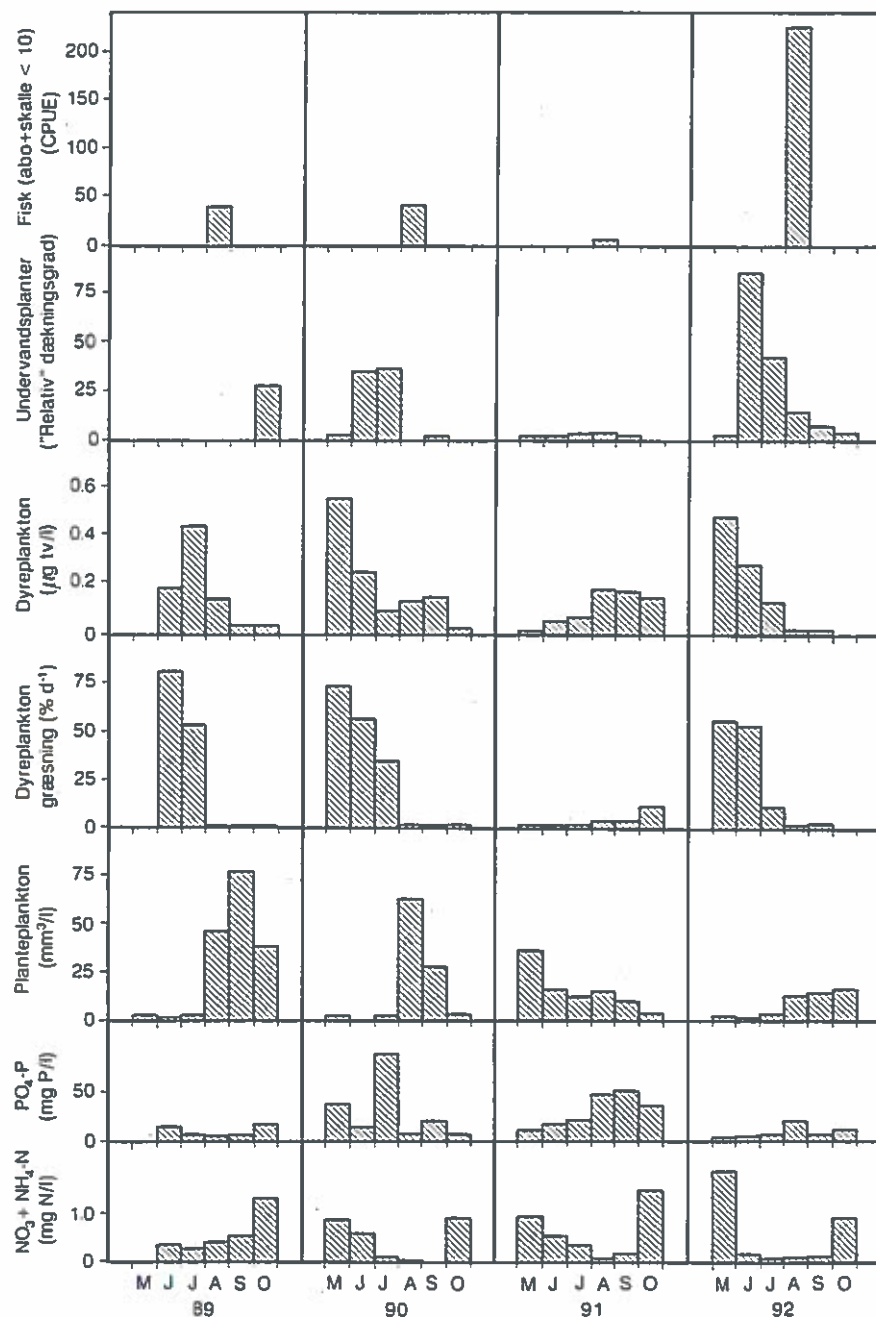 Fisk (abo+skalle < 10)
(CPUE)
200
150
100
50
0
Undervandsplanter
("Relativ" dækningsgrad)
75
50
25
0
Dyreplankton
(µg tv/l)
0.6
0.4
0.2
0
Dyreplankton
græsning (% d⁻¹)
75
50
25
0
Planteplankton
(mm³/l)
75
50
25
0
PO₄-P
(mg P/l)
50
0
NO₃+ NH₄-N
(mg N/l)
1.0
0
M J J A S O M J J A S O M J J A S O M J J A S O
89 90 91 92